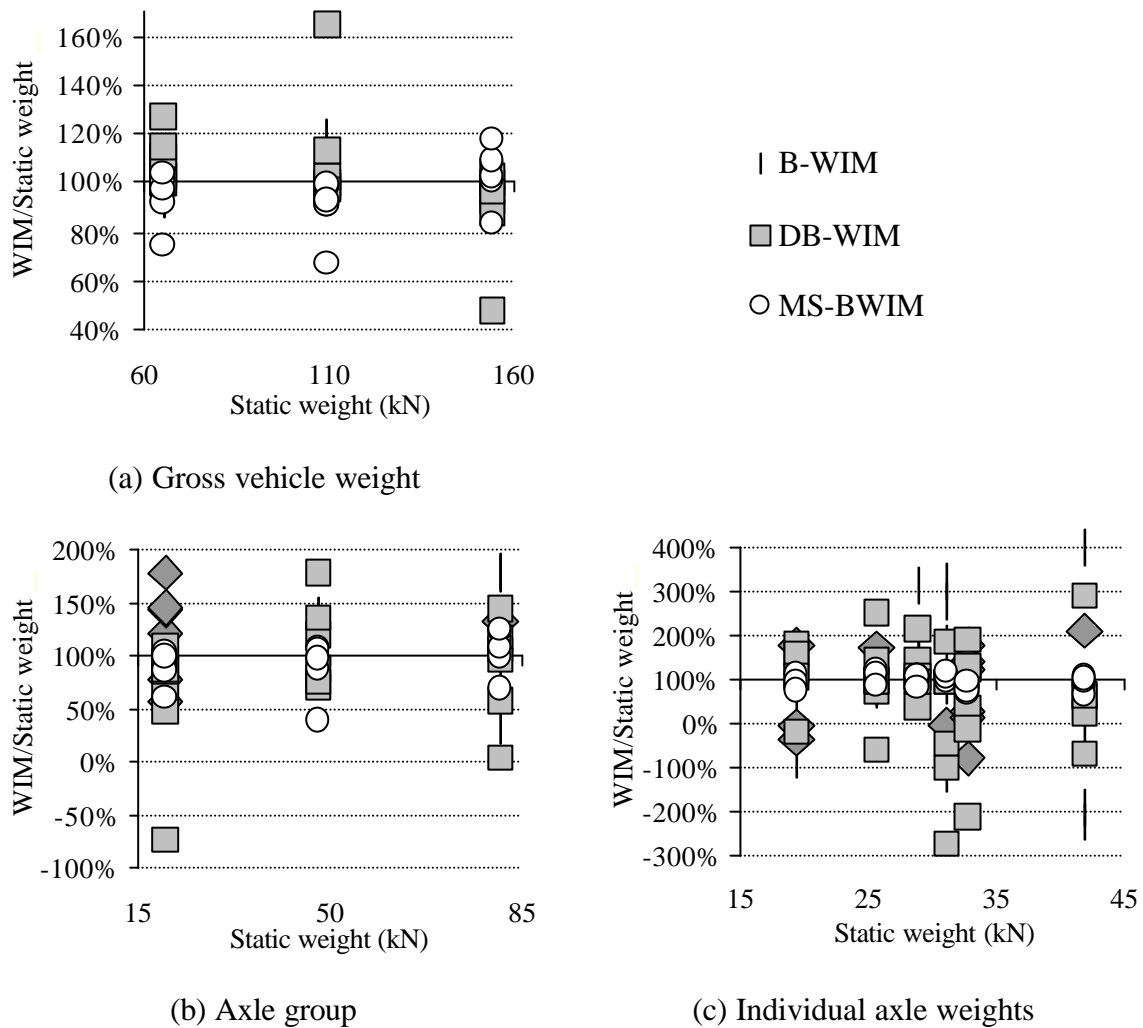 160%
140%
120%
100%
80%
60%
40%
WIM/Static weight
60
110
160
Static weight (kN)
(a) Gross vehicle weight
B-WIM
DB-WIM
MS-BWIM
200%
150%
100%
50%
0%
-50%
-100%
WIM/Static weight
15
50
85
Static weight (kN)
(b) Axle group
400%
300%
200%
100%
0%
-100%
-200%
-300%
WIM/Static weight
15
25
35
45
Static weight (kN)
(c) Individual axle weights